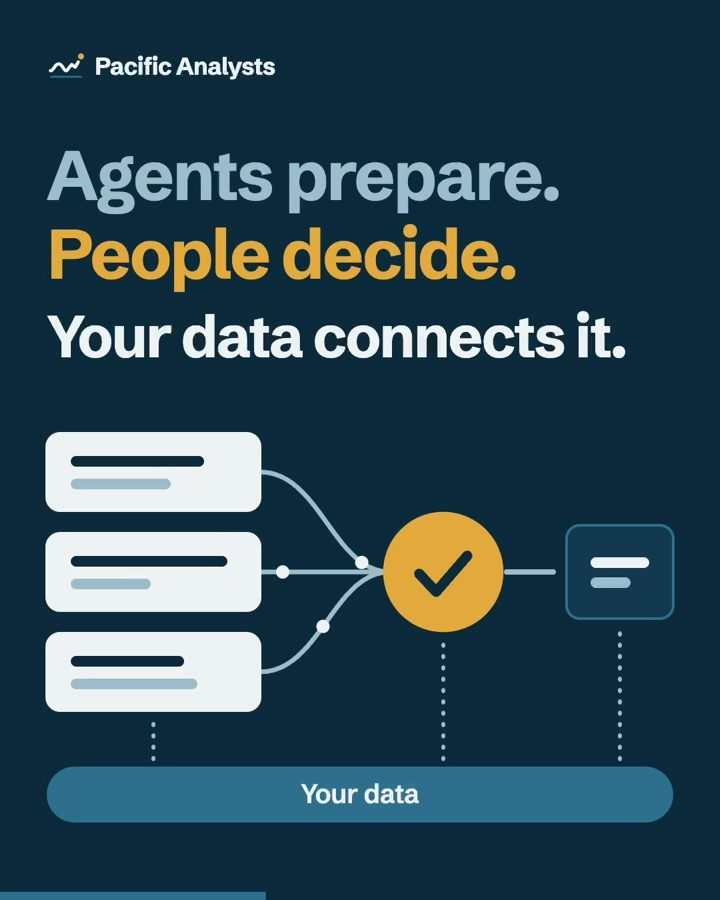 Pacific Analysts
Agents prepare.
People decide.
Your data connects it.
Your data